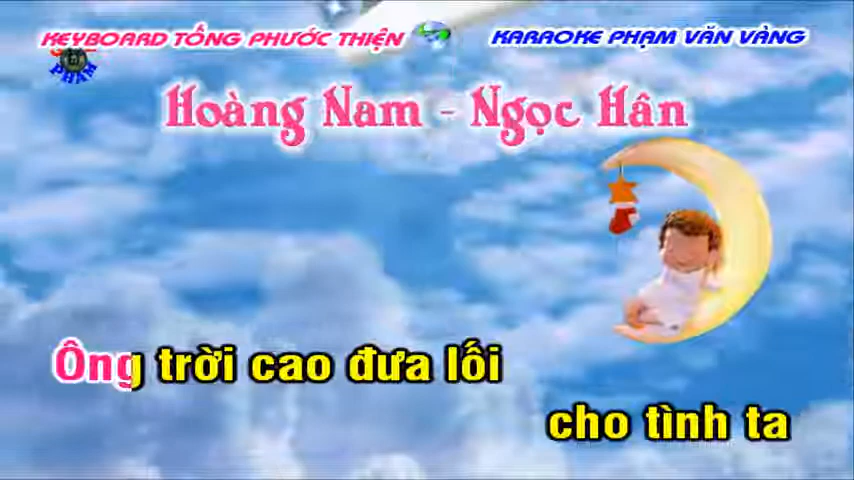 KEYBOARD TỐNG PHƯỚC THIỆN
KARAOKE PHẠM VĂN VÀNG
PHẠM
Hoàng Nam - Ngọc Hân
Ông trời cao đưa lối
cho tình ta